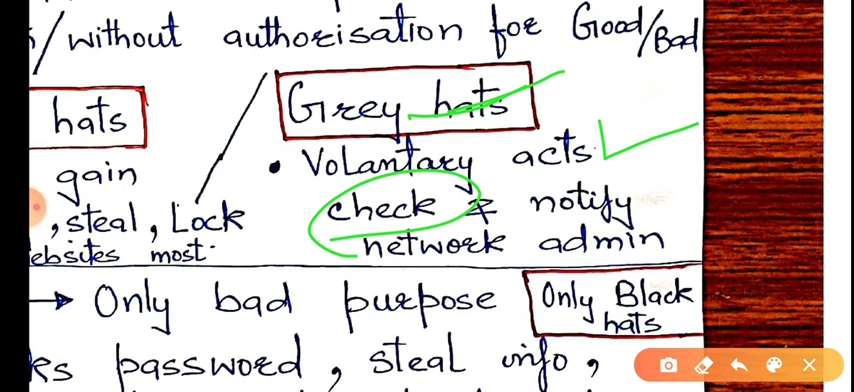 /without authorisation for Good/Bad
hats
Grey hats
gain
• Volantary acts
, steal, Lock
check & notify
ebsites most.
network admin
→ Only bad purpose
Only Black
hats
ks password, steal info,